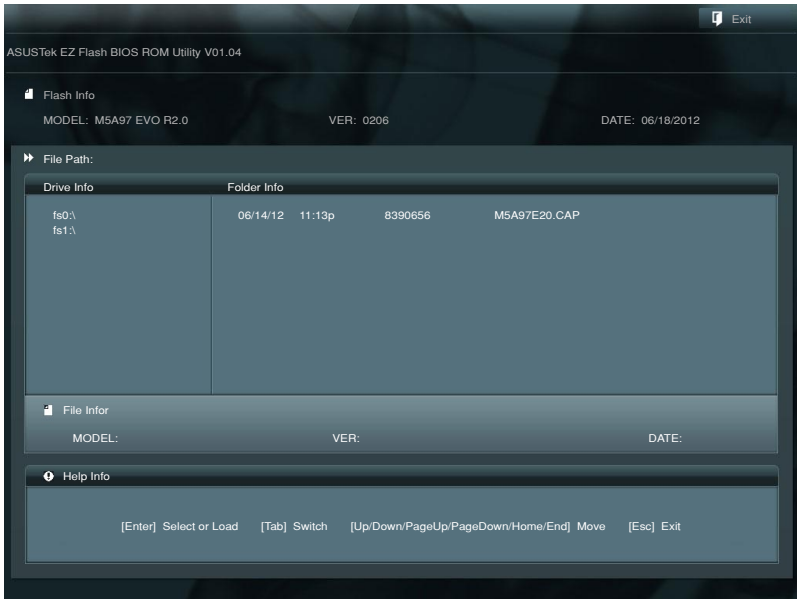 Exit
ASUSTek EZ Flash BIOS ROM Utility V01.04
Flash Info
MODEL: M5A97 EVO R2.0 VER: 0206 DATE: 06/18/2012
File Path:
Drive Info Folder Info
fs0:\ 06/14/12 11:13p 8390656 M5A97E20.CAP
fs1:\
File Infor
MODEL: VER: DATE:
Help Info
[Enter] Select or Load [Tab] Switch [Up/Down/PageUp/PageDown/Home/End] Move [Esc] Exit